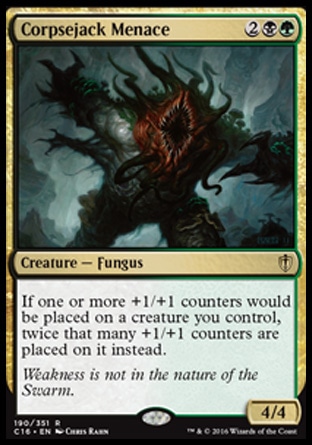 Corpsejack Menace 2
Creature — Fungus
If one or more +1/+1 counters would
be placed on a creature you control,
twice that many +1/+1 counters are
placed on it instead.
Weakness is not in the nature of the
Swarm.
4/4
190/351 R
C16 • EN Chris Rahn
™ & © 2016 Wizards of the Coast